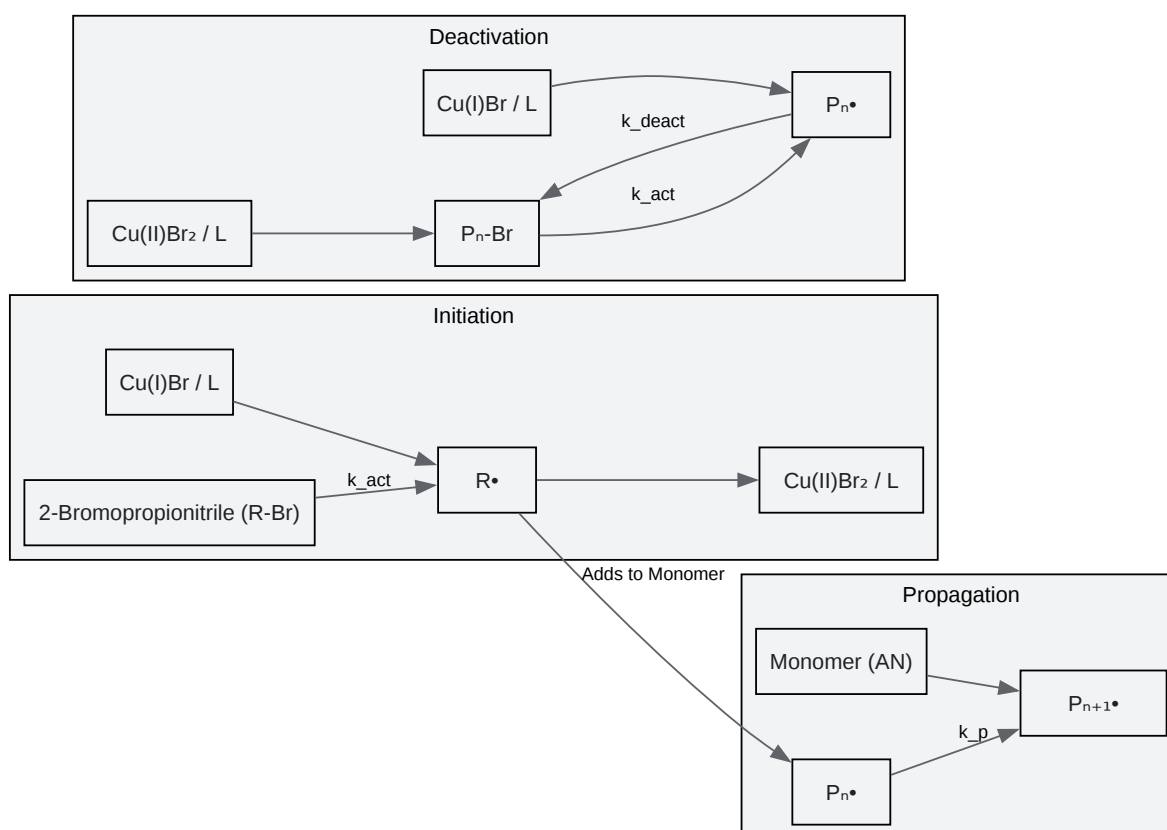 Deactivation
Cu(I)Br / L
Pₙ•
k_deact
k_act
Cu(II)Br₂ / L
Pₙ-Br
Initiation
Cu(I)Br / L
2-Bromopropionitrile (R-Br)
k_act
R•
Cu(II)Br₂ / L
Adds to Monomer
Propagation
Monomer (AN)
Pₙ₊₁•
k_p
Pₙ•